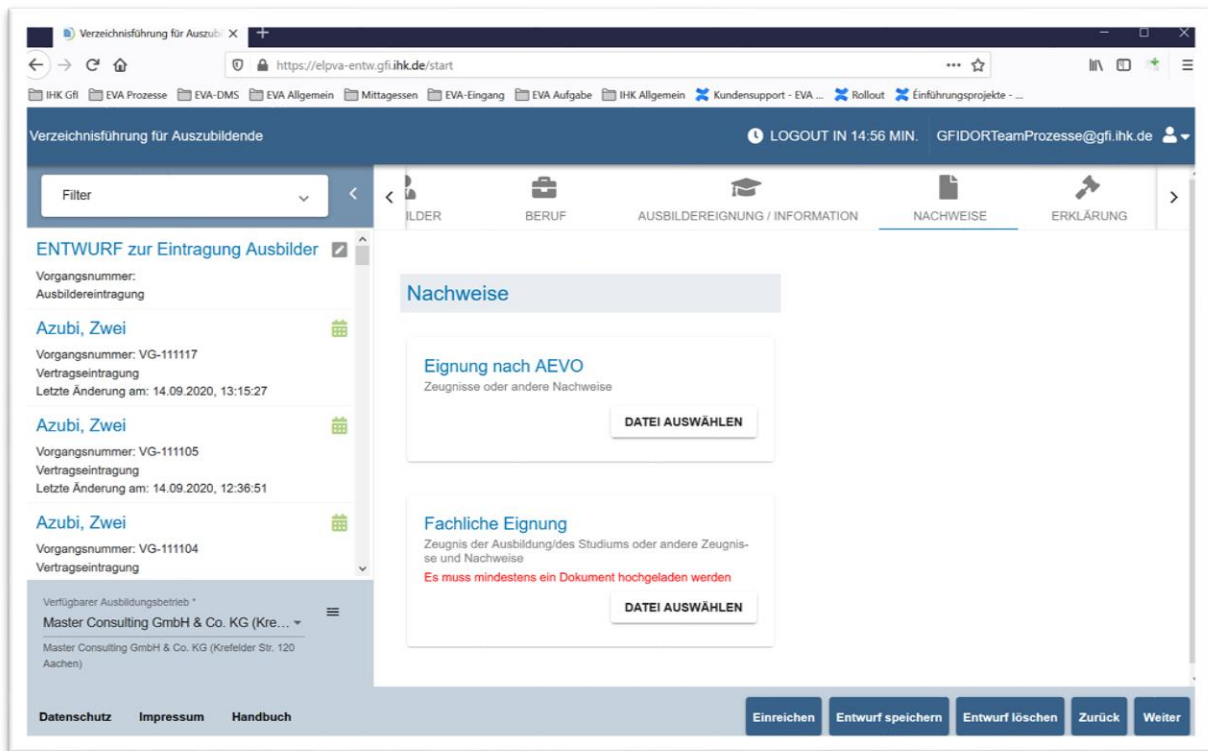 Verzeichnisführung für Auszubi
https://elpva-entw.gfi.ihk.de/start
IHK GfI EVA Prozesse EVA-DMS EVA Allgemein Mittagessen EVA-Eingang EVA Aufgabe IHK Allgemein Kundensupport - EVA ... Rollout Einführungsprojekte - ...
Verzeichnisführung für Auszubildende
LOGOUT IN 14:56 MIN. GFIDORTeamProzesse@gfi.ihk.de
Filter
ILDER BERUF AUSBILDEREIGNUNG / INFORMATION NACHWEISE ERKLÄRUNG
ENTWURF zur Eintragung Ausbilder
Vorgangsnummer:
Ausbildereintragung
Azubi, Zwei
Vorgangsnummer: VG-111117
Vertragseintragung
Letzte Änderung am: 14.09.2020, 13:15:27
Azubi, Zwei
Vorgangsnummer: VG-111105
Vertragseintragung
Letzte Änderung am: 14.09.2020, 12:36:51
Azubi, Zwei
Vorgangsnummer: VG-111104
Vertragseintragung
Verfügbarer Ausbildungsbetrieb *
Master Consulting GmbH & Co. KG (Kre...
Master Consulting GmbH & Co. KG (Krefelder Str. 120
Aachen)
Nachweise
Eignung nach AEVO
Zeugnisse oder andere Nachweise
DATEI AUSWÄHLEN
Fachliche Eignung
Zeugnis der Ausbildung/des Studiums oder andere Zeugnis-
se und Nachweise
Es muss mindestens ein Dokument hochgeladen werden
DATEI AUSWÄHLEN
Datenschutz Impressum Handbuch
Einreichen Entwurf speichern Entwurf löschen Zurück Weiter